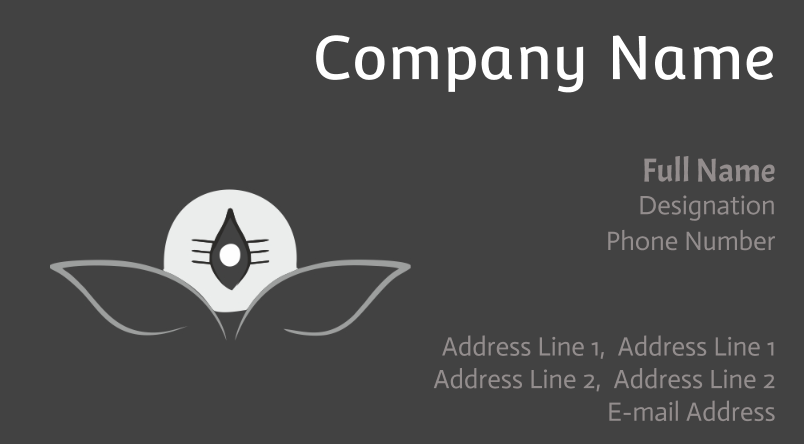 Company Name
Full Name
Designation
Phone Number
Address Line 1, Address Line 1
Address Line 2, Address Line 2
E-mail Address